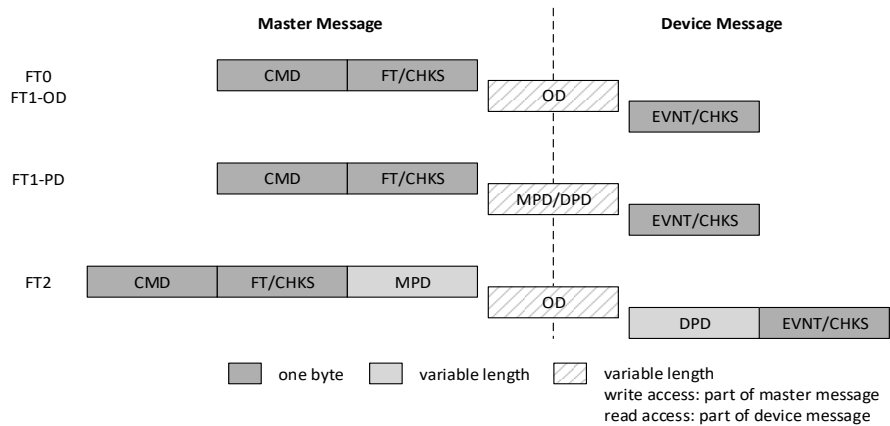 Master Message
Device Message
FT0
FT1-OD
CMD
FT/CHKS
OD
EVNT/CHKS
FT1-PD
CMD
FT/CHKS
MPD/DPD
EVNT/CHKS
FT2
CMD
FT/CHKS
MPD
OD
DPD
EVNT/CHKS
one byte
variable length
variable length
write access: part of master message
read access: part of device message